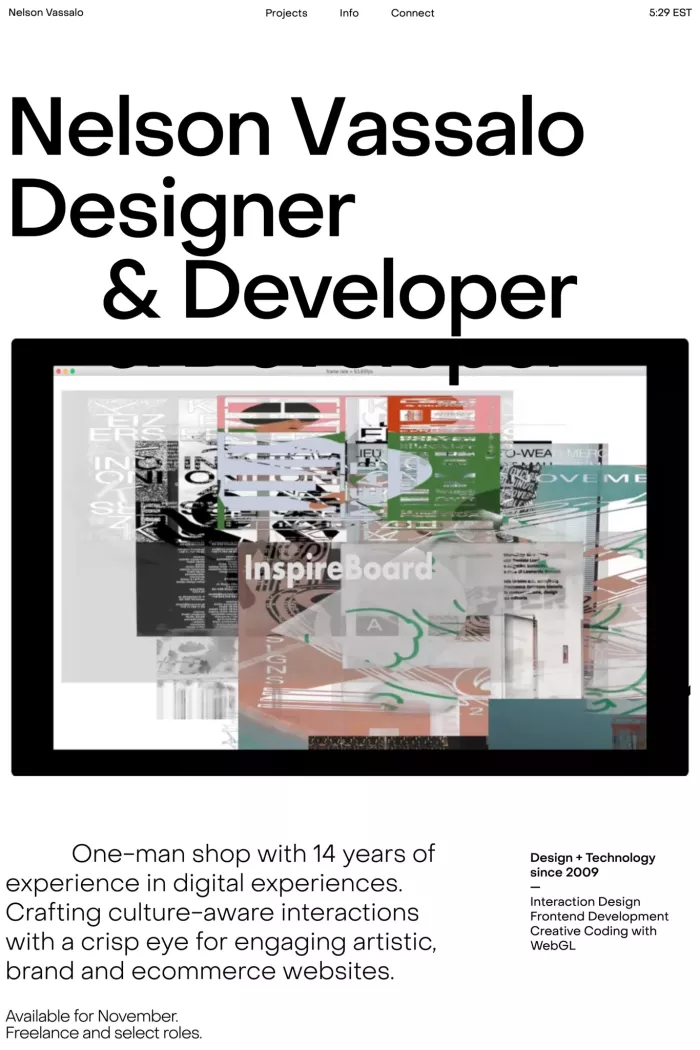 Nelson Vassalo
Projects
Info
Connect
5:29 EST
Nelson Vassalo
Designer
& Developer
InspireBoard
A
One-man shop with 14 years of
experience in digital experiences.
Crafting culture-aware interactions
with a crisp eye for engaging artistic,
brand and ecommerce websites.
Design + Technology
since 2009
—
Interaction Design
Frontend Development
Creative Coding with
WebGL
Available for November.
Freelance and select roles.